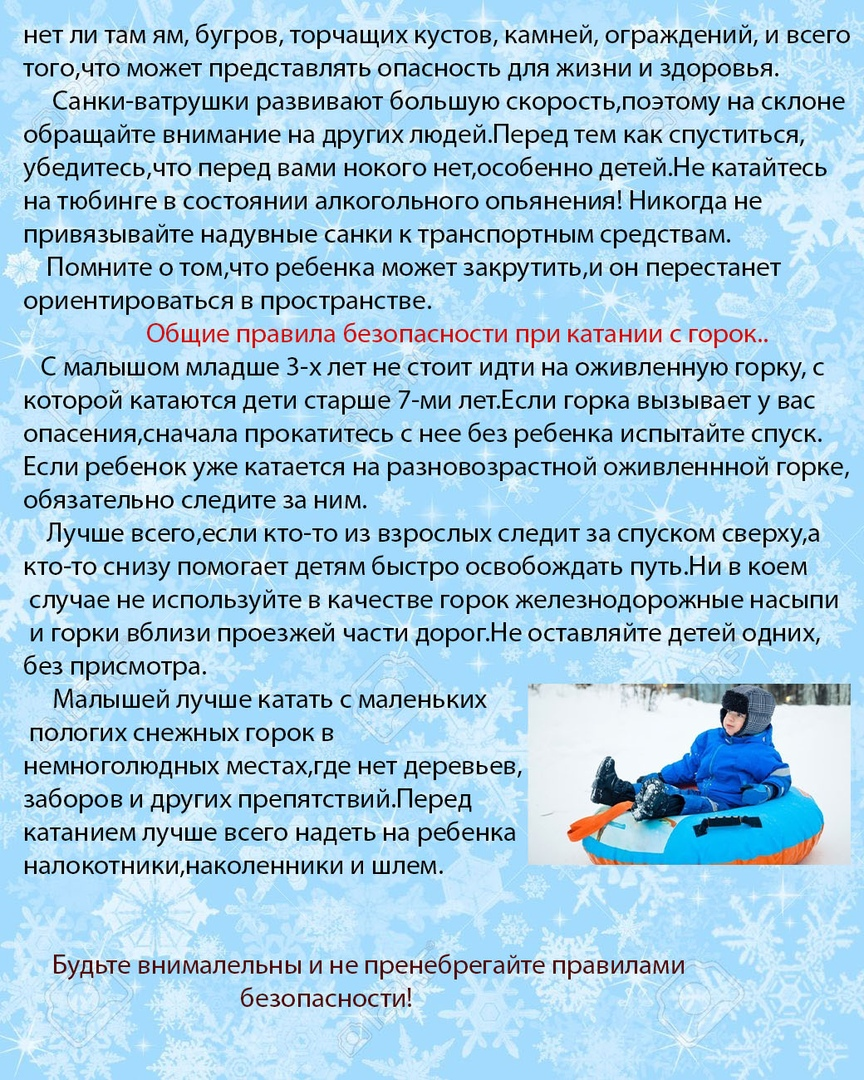 нет ли там ям, бугров, торчащих кустов, камней, ограждений, и всего
того,что может представлять опасность для жизни и здоровья.
Санки-ватрушки развивают большую скорость,поэтому на склоне
обращайте внимание на других людей.Перед тем как спуститься,
убедитесь,что перед вами нокого нет,особенно детей.Не катайтесь
на тюбинге в состоянии алкогольного опьянения! Никогда не
привязывайте надувные санки к транспортным средствам.
Помните о том,что ребенка может закрутить,и он перестанет
ориентироваться в пространстве.
Общие правила безопасности при катании с горок..
С малышом младше 3-х лет не стоит идти на оживленную горку, с
которой катаются дети старше 7-ми лет.Если горка вызывает у вас
опасения,сначала прокатитесь с нее без ребенка испытайте спуск.
Если ребенок уже катается на разновозрастной оживленнной горке,
обязательно следите за ним.
Лучше всего,если кто-то из взрослых следит за спуском сверху,а
кто-то снизу помогает детям быстро освобождать путь.Ни в коем
случае не используйте в качестве горок железнодорожные насыпи
и горки вблизи проезжей части дорог.Не оставляйте детей одних,
без присмотра.
Малышей лучше катать с маленьких
пологих снежных горок в
немноголюдных местах,где нет деревьев,
заборов и других препятствий.Перед
катанием лучше всего надеть на ребенка
налокотники,наколенники и шлем.
Будьте внималельны и не пренебрегайте правилами
безопасности!